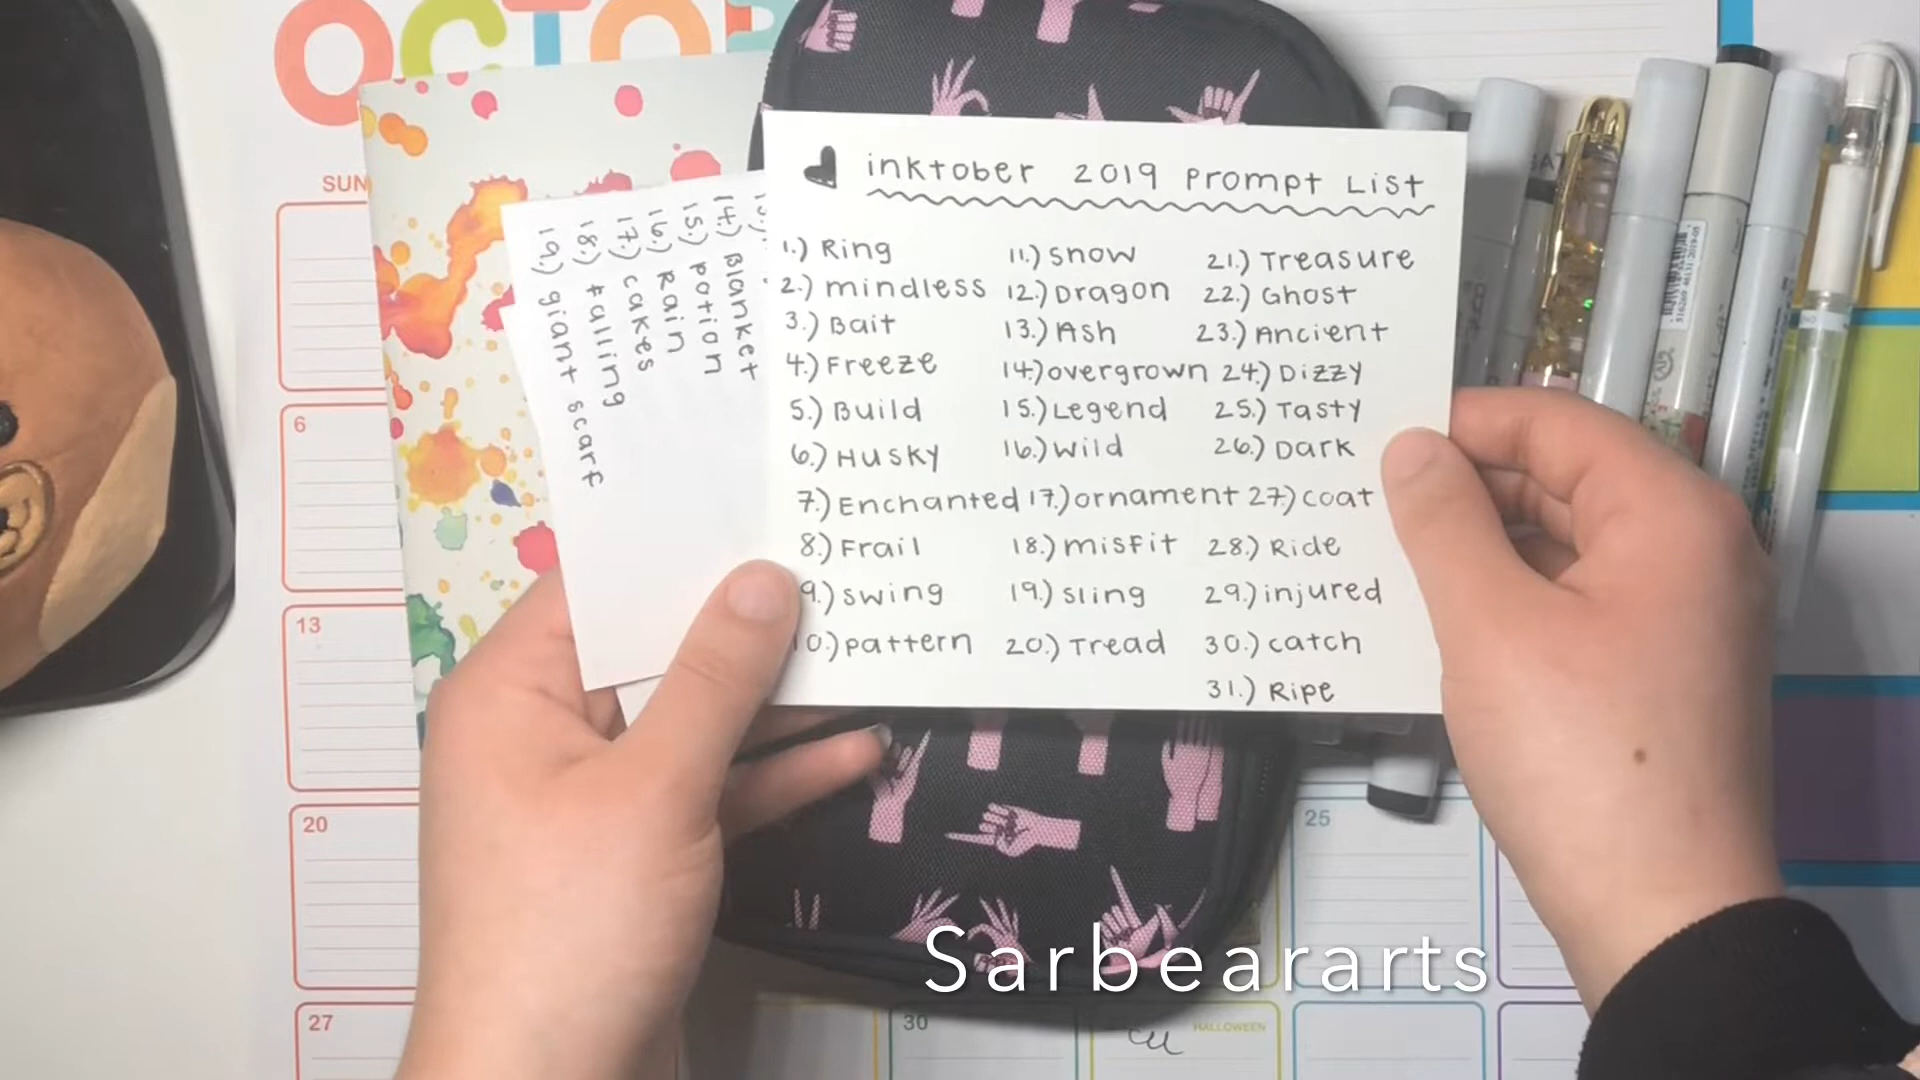 OCTOB
SUN
inktober 2019 Prompt List
1.) Ring
2.) mindless
3.) Bait
4.) Freeze
5.) Build
6.) Husky
7.) Enchanted
8.) Frail
9.) swing
10.) pattern
11.) snow
12.) Dragon
13.) Ash
14.) overgrown
15.) Legend
16.) wild
17.) ornament
18.) misfit
19.) sling
20.) Tread
21.) Treasure
22.) Ghost
23.) Ancient
24.) Dizzy
25.) Tasty
26.) Dark
27.) coat
28.) Ride
29.) injured
30.) catch
31.) Ripe
14.) Blanket
15.) potion
16.) Rain
17.) cakes
18.) falling
19.) giant scarf
6
13
20
27
25
30
HALLOWEEN
Sarbeararts